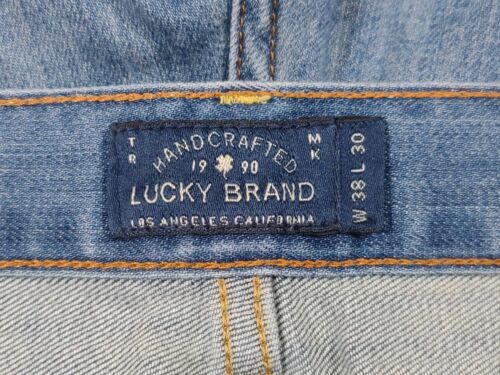 TR HANDCRAFTED MK
19 90
LUCKY BRAND
LOS ANGELES CALIFORNIA
W 38 L 30